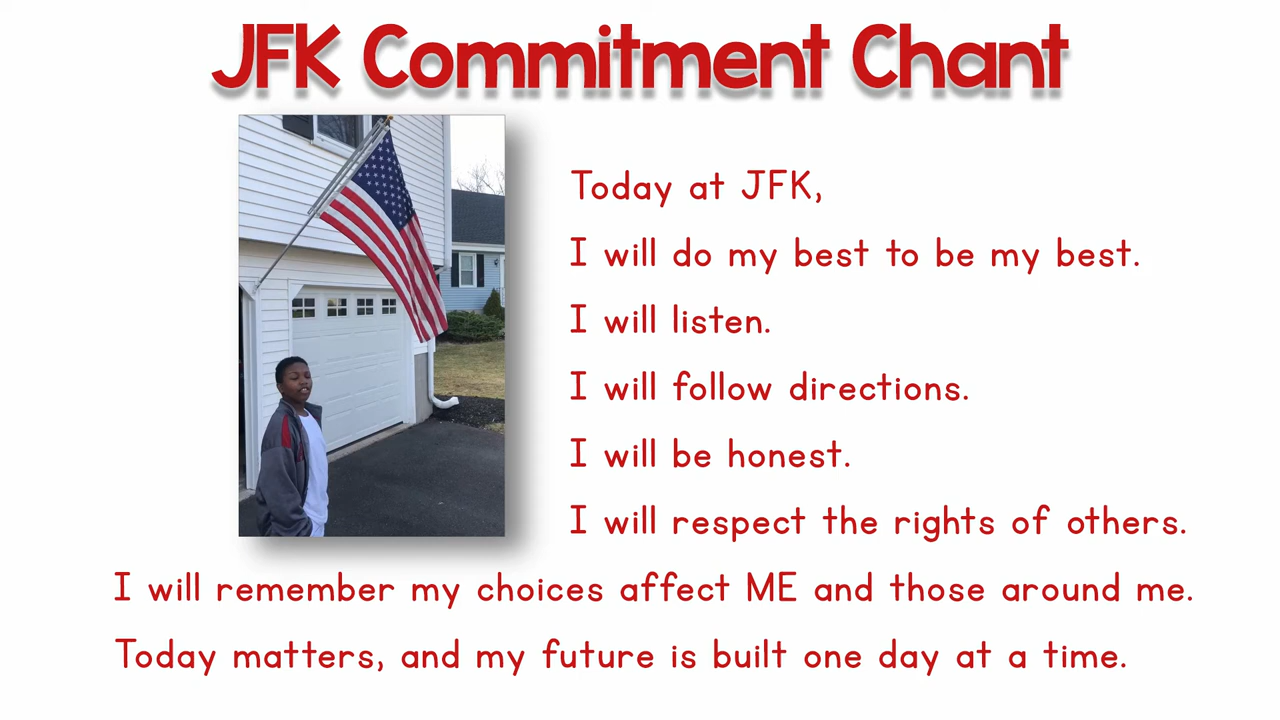 JFK Commitment Chant
Today at JFK,
I will do my best to be my best.
I will listen.
I will follow directions.
I will be honest.
I will respect the rights of others.
I will remember my choices affect ME and those around me.
Today matters, and my future is built one day at a time.